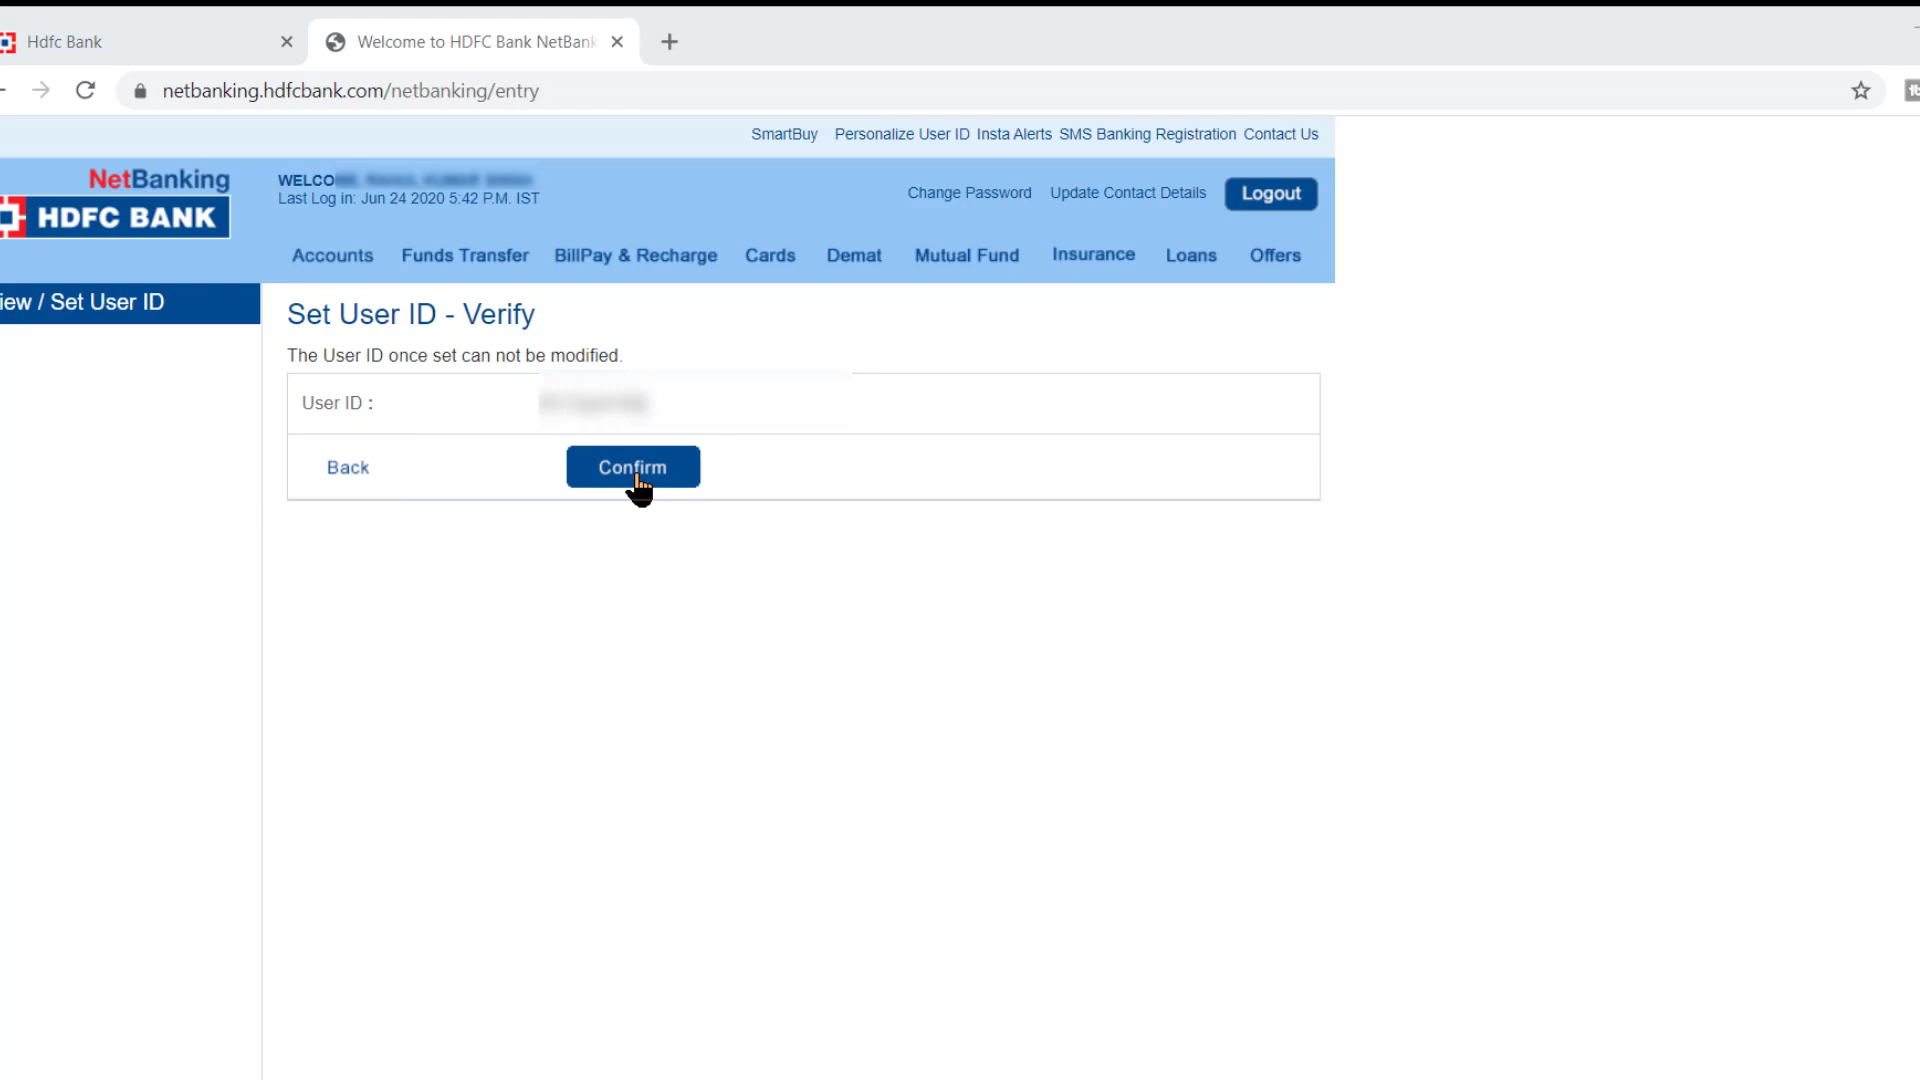 Hdfc Bank
Welcome to HDFC Bank NetBank
netbanking.hdfcbank.com/netbanking/entry
SmartBuy Personalize User ID Insta Alerts SMS Banking Registration Contact Us
NetBanking
HDFC BANK
WELCO
Last Log in: Jun 24 2020 5:42 P.M. IST
Change Password Update Contact Details Logout
Accounts Funds Transfer BillPay & Recharge Cards Demat Mutual Fund Insurance Loans Offers
iew / Set User ID
Set User ID - Verify
The User ID once set can not be modified.
User ID :
Back Confirm